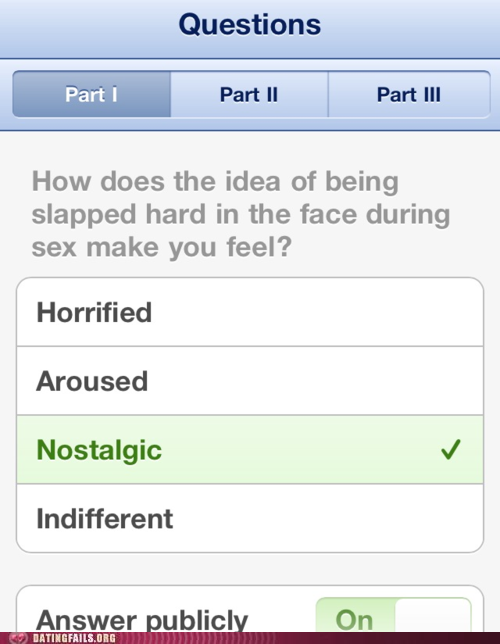 Questions
Part I
Part II
Part III
How does the idea of being
slapped hard in the face during
sex make you feel?
Horrified
Aroused
Nostalgic
Indifferent
Answer publicly
On
DATINGFAILS.ORG